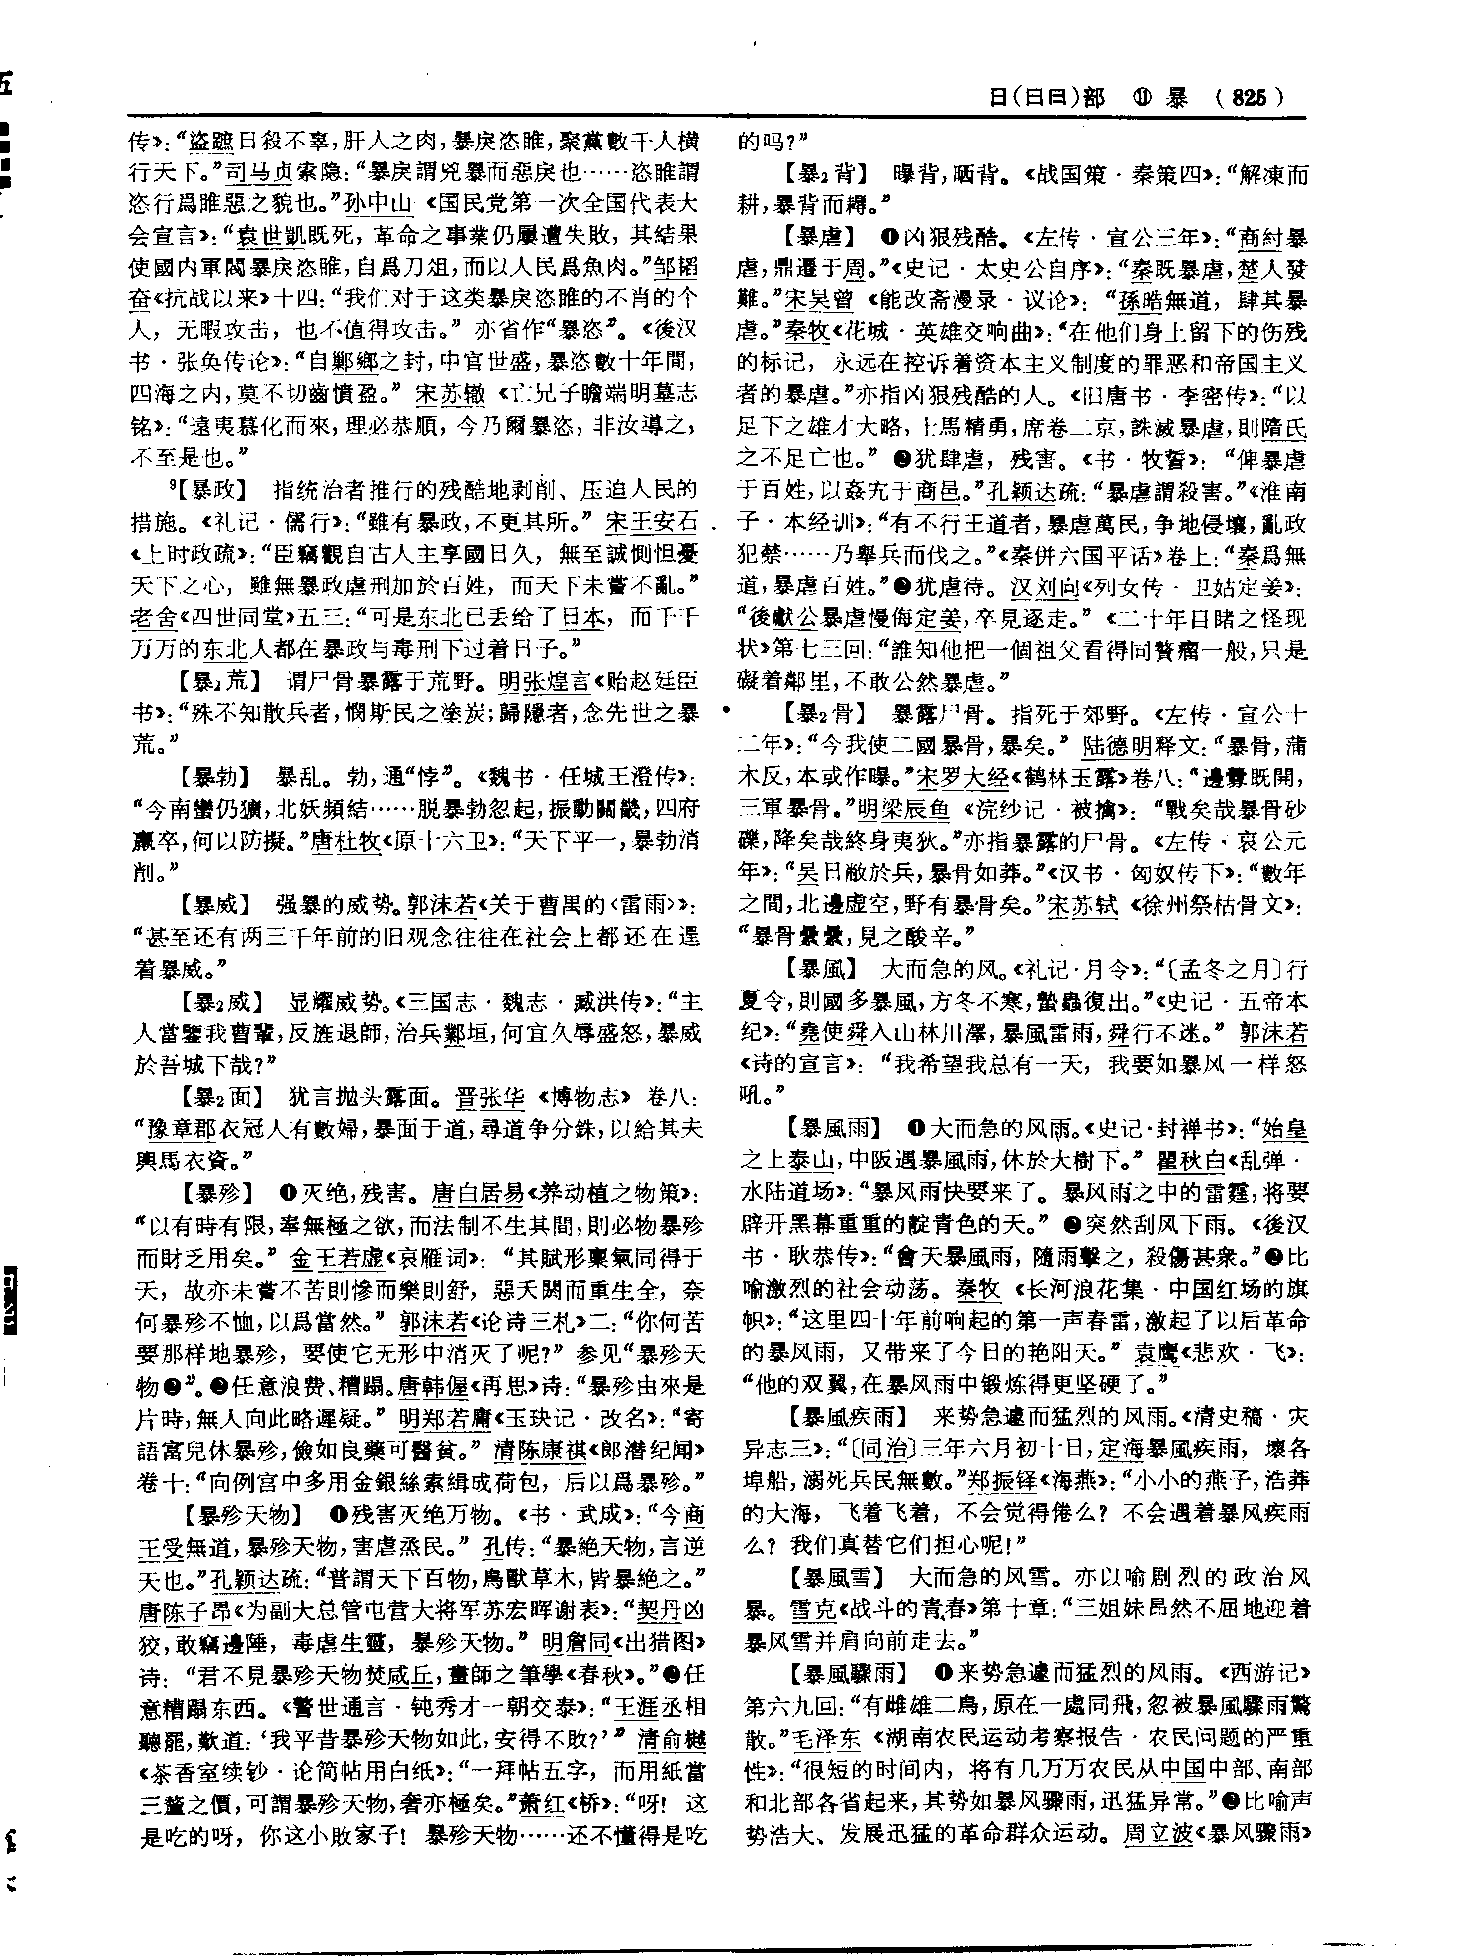 日(日曰)部 ⑪ 暴 (825)
传》：“盗蹠日殺不辜，肝人之肉，暴戾恣睢，聚黨數千人横
行天下。”司马贞索隐：“暴戾謂兇暴而惡戾也……恣睢謂
恣行爲睢惡之貌也。”孙中山《国民党第一次全国代表大
会宣言》：“袁世凱既死，革命之事業仍屢遭失敗，其結果
使國内軍閥暴戾恣睢，自爲刀俎，而以人民爲魚肉。”邹韬
奋《抗战以来》十四：“我们对于这类暴戾恣睢的不肖的个
人，无暇攻击，也不值得攻击。”亦省作“暴恣”。《後汉
书·张奂传论》：“自鄛鄉之封，中官世盛，暴恣數十年間，
四海之内，莫不切齒憤盈。”宋苏辙《亡兄子瞻端明墓志
铭》：“遠夷慕化而來，理必恭順，今乃爾暴恣，非汝導之，
不至是也。”
【暴政】 指统治者推行的残酷地剥削、压迫人民的
措施。《礼记·儒行》：“雖有暴政，不更其所。”宋王安石
《上时政疏》：“臣竊觀自古人主享國日久，無至誠惻怛憂
天下之心，雖無暴政虐刑加於百姓，而天下未嘗不亂。”
老舍《四世同堂》五三：“可是东北已丢给了日本，而千千
万万的东北人都在暴政与毒刑下过着日子。”
【暴2荒】 谓尸骨暴露于荒野。明张煌言《贻赵廷臣
书》：“殊不知散兵者，憫斯民之塗炭；歸隱者，念先世之暴
荒。”
【暴勃】 暴乱。勃，通“悖”。《魏书·任城王澄传》：
“今南蠻仍獷，北妖頻結……脱暴勃忽起，振動關畿，四府
羸卒，何以防擬。”唐杜牧《原十六卫》：“天下平一，暴勃消
削。”
【暴威】 强暴的威势。郭沫若《关于曹禺的〈雷雨〉》：
“甚至还有两三千年前的旧观念往往在社会上都还在逞
着暴威。”
【暴2威】 显耀威势。《三国志·魏志·臧洪传》：“主
人當鑒我曹輩，反旌退師，治兵鄴垣，何宜久辱盛怒，暴威
於吾城下哉？”
【暴2面】 犹言抛头露面。晋张华《博物志》卷八：
“豫章郡衣冠人有數婦，暴面于道，尋道争分銖，以給其夫
輿馬衣資。”
【暴殄】 ❶灭绝，残害。唐白居易《养动植之物策》：
“以有時有限，奉無極之欲，而法制不生其間，則必物暴殄
而財乏用矣。”金王若虚《哀雁词》：“其賦形稟氣同得于
天，故亦未嘗不苦則慘而樂則舒，惡夭閼而重生全，奈
何暴殄不恤，以爲當然。”郭沫若《论诗三札》二：“你何苦
要那样地暴殄，要使它无形中消灭了呢？”参见“暴殄天
物❷”。❷任意浪费、糟蹋。唐韩偓《再思》诗：“暴殄由來是
片時，無人向此略遲疑。”明郑若庸《玉玦记·改名》：“寄
語富兒休暴殄，儉如良藥可醫貧。”清陈康祺《郎潜纪闻》
卷十：“向例宫中多用金銀絲索緝成荷包，后以爲暴殄。”
【暴殄天物】 ❶残害灭绝万物。《书·武成》：“今商
王受無道，暴殄天物，害虐烝民。”孔传：“暴絶天物，言逆
天也。”孔颖达疏：“普謂天下百物，鳥獸草木，皆暴絶之。”
唐陈子昂《为副大总管屯营大将军苏宏晖谢表》：“契丹凶
狡，敢竊邊陲，毒虐生靈，暴殄天物。”明詹同《出猎图》
诗：“君不見暴殄天物焚咸丘，畫師之筆學《春秋》。”❷任
意糟蹋东西。《警世通言·钝秀才一朝交泰》：“王涯丞相
聽罷，歎道：‘我平昔暴殄天物如此，安得不敗？’”清俞樾
《茶香室续钞·论简帖用白纸》：“一拜帖五字，而用紙當
三釐之價，可謂暴殄天物，奢亦極矣。”萧红《桥》：“呀！这
是吃的呀，你这小败家子！暴殄天物……还不懂得是吃
的吗？”
【暴2背】 曝背，晒背。《战国策·秦策四》：“解凍而
耕，暴背而耨。”
【暴虐】 ❶凶狠残酷。《左传·宣公三年》：“商紂暴
虐，鼎遷于周。”《史记·太史公自序》：“秦既暴虐，楚人發
難。”宋吴曾《能改斋漫录·议论》：“孫晧無道，肆其暴
虐。”秦牧《花城·英雄交响曲》：“在他们身上留下的伤残
的标记，永远在控诉着资本主义制度的罪恶和帝国主义
者的暴虐。”亦指凶狠残酷的人。《旧唐书·李密传》：“以
足下之雄才大略，士馬精勇，席卷二京，誅滅暴虐，則隋氏
之不足亡也。”❷犹肆虐，残害。《书·牧誓》：“俾暴虐
于百姓，以姦宄于商邑。”孔颖达疏：“暴虐謂殺害。”《淮南
子·本经训》：“有不行王道者，暴虐萬民，争地侵壤，亂政
犯禁……乃舉兵而伐之。”《秦併六国平话》卷上：“秦爲無
道，暴虐百姓。”❸犹虐待。汉刘向《列女传·卫姑定姜》：
“後獻公暴虐慢侮定姜，卒見逐走。”《二十年目睹之怪现
状》第七三回：“誰知他把一個祖父看得同贅瘤一般，只是
礙着鄰里，不敢公然暴虐。”
【暴2骨】 暴露尸骨。指死于郊野。《左传·宣公十
二年》：“今我使二國暴骨，暴矣。”陆德明释文：“暴骨，蒲
木反，本或作曝。”宋罗大经《鹤林玉露》卷八：“邊釁既開，
三軍暴骨。”明梁辰鱼《浣纱记·被擒》：“戰矣哉暴骨砂
礫，降矣哉終身夷狄。”亦指暴露的尸骨。《左传·哀公元
年》：“吴日敝於兵，暴骨如莽。”《汉书·匈奴传下》：“數年
之間，北邊虚空，野有暴骨矣。”宋苏轼《徐州祭枯骨文》：
“暴骨纍纍，見之酸辛。”
【暴風】 大而急的风。《礼记·月令》：“〔孟冬之月〕行
夏令，則國多暴風，方冬不寒，蟄蟲復出。”《史记·五帝本
纪》：“堯使舜入山林川澤，暴風雷雨，舜行不迷。”郭沫若
《诗的宣言》：“我希望我总有一天，我要如暴风一样怒
吼。”
【暴風雨】 ❶大而急的风雨。《史记·封禅书》：“始皇
之上泰山，中阪遇暴風雨，休於大樹下。”瞿秋白《乱弹·
水陆道场》：“暴风雨快要来了。暴风雨之中的雷霆，将要
辟开黑幕重重的靛青色的天。”❷突然刮风下雨。《後汉
书·耿恭传》：“會天暴風雨，隨雨擊之，殺傷甚衆。”❸比
喻激烈的社会动荡。秦牧《长河浪花集·中国红场的旗
帜》：“这里四十年前响起的第一声春雷，激起了以后革命
的暴风雨，又带来了今日的艳阳天。”袁鹰《悲欢·飞》：
“他的双翼，在暴风雨中锻炼得更坚硬了。”
【暴風疾雨】 来势急遽而猛烈的风雨。《清史稿·灾
异志三》：“〔同治〕三年六月初十日，定海暴風疾雨，壞各
埠船，溺死兵民無數。”郑振铎《海燕》：“小小的燕子，浩莽
的大海，飞着飞着，不会觉得倦么？不会遇着暴风疾雨
么？我们真替它们担心呢！”
【暴風雪】 大而急的风雪。亦以喻剧烈的政治风
暴。雪克《战斗的青春》第十章：“三姐妹昂然不屈地迎着
暴风雪并肩向前走去。”
【暴風驟雨】 ❶来势急遽而猛烈的风雨。《西游记》
第六九回：“有雌雄二鳥，原在一處同飛，忽被暴風驟雨驚
散。”毛泽东《湖南农民运动考察报告·农民问题的严重
性》：“很短的时间内，将有几万万农民从中国中部、南部
和北部各省起来，其势如暴风骤雨，迅猛异常。”❷比喻声
势浩大、发展迅猛的革命群众运动。周立波《暴风骤雨》